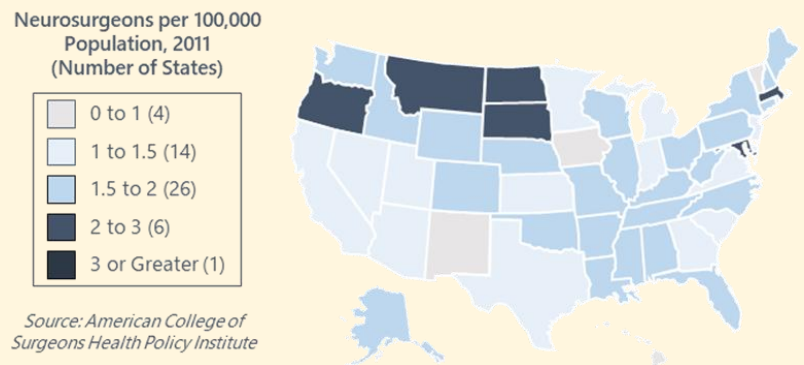 Neurosurgeons per 100,000
Population, 2011
(Number of States)
0 to 1 (4)
1 to 1.5 (14)
1.5 to 2 (26)
2 to 3 (6)
3 or Greater (1)
Source: American College of
Surgeons Health Policy Institute